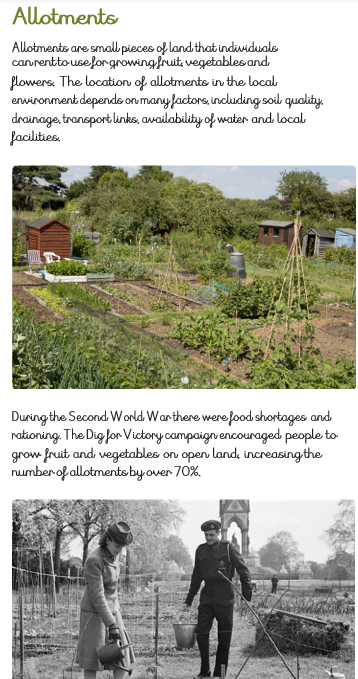 Allotments
Allotments are small pieces of land that individuals
can rent to use for growing fruit, vegetables and
flowers. The location of allotments in the local
environment depends on many factors, including soil quality,
drainage, transport links, availability of water and local
facilities.
During the Second World War there were food shortages and
rationing. The Dig for Victory campaign encouraged people to
grow fruit and vegetables on open land, increasing the
number of allotments by over 70%.